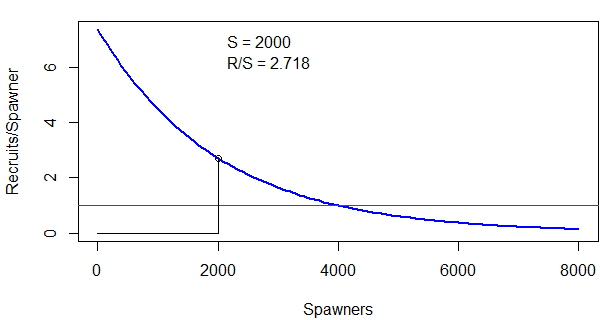 S = 2000
R/S = 2.718
Recruits/Spawner
6
4
2
0
0 2000 4000 6000 8000
Spawners